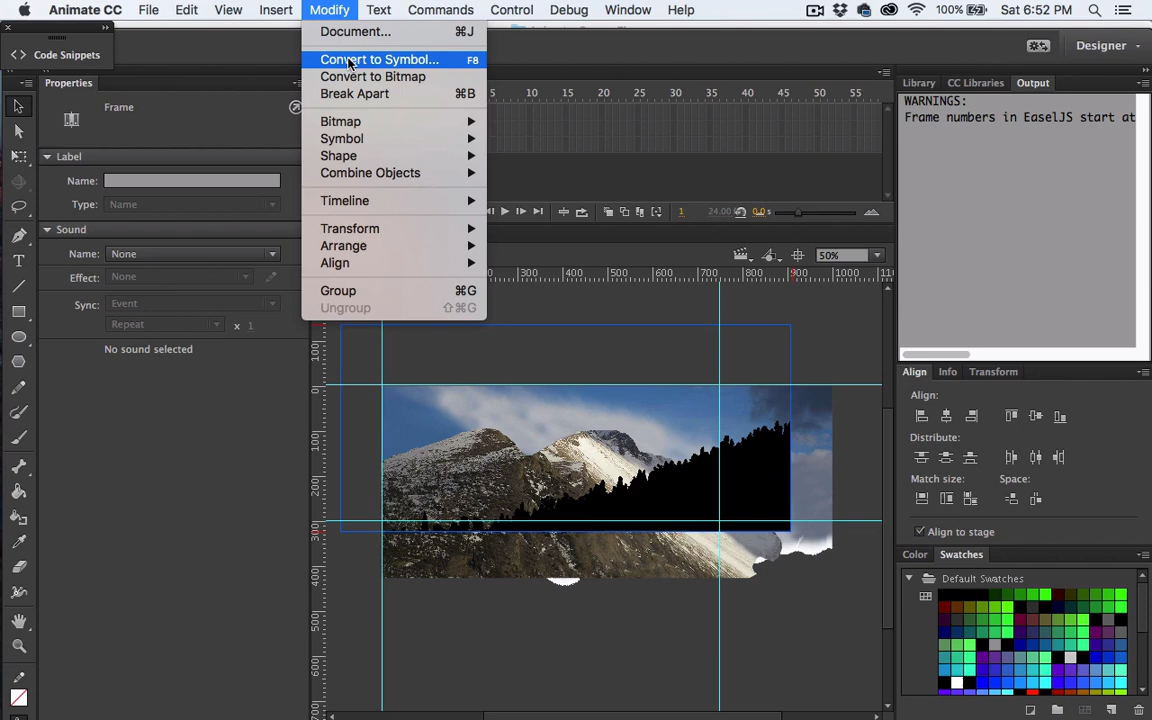 Animate CC File Edit View Insert Modify Text Commands Control Debug Window Help 100% Sat 6:52 PM
Code Snippets
Designer
Properties
Frame
Label
Name:
Type: Name
Sound
Name: None
Effect: None
Sync: Event
Repeat x 1
No sound selected
Document... ⌘J
Convert to Symbol... F8
Convert to Bitmap
Break Apart ⌘B
Bitmap
Symbol
Shape
Combine Objects
Timeline
Transform
Arrange
Align
Group ⌘G
Ungroup ⇧⌘G
5 10 15 20 25 30 35 40 45 50 55
1 24.00 0.0 s
50%
300 400 500 600 700 800 900 1000
100
0
100
200
300
400
500
600
Library CC Libraries Output
WARNINGS:
Frame numbers in EaselJS start at
Align Info Transform
Align:
Distribute:
Match size: Space:
Align to stage
Color Swatches
Default Swatches